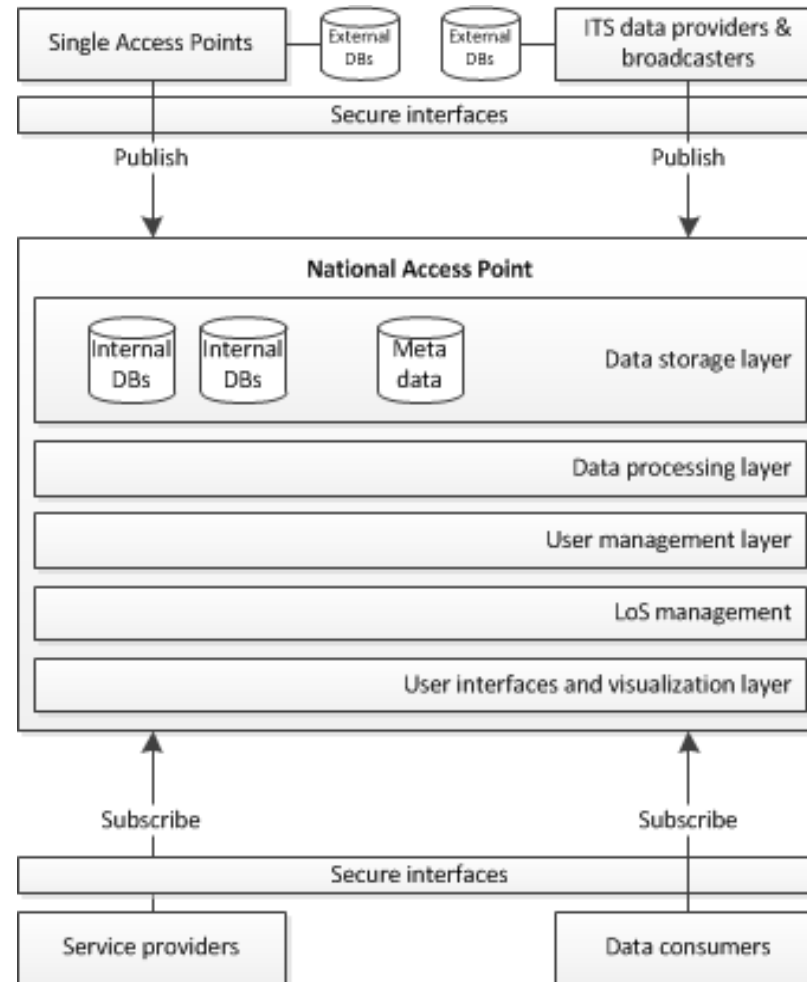 Single Access Points
External
DBs
External
DBs
ITS data providers &
broadcasters
Secure interfaces
Publish
Publish
National Access Point
Internal
DBs
Internal
DBs
Meta
data
Data storage layer
Data processing layer
User management layer
LoS management
User interfaces and visualization layer
Subscribe
Subscribe
Secure interfaces
Service providers
Data consumers